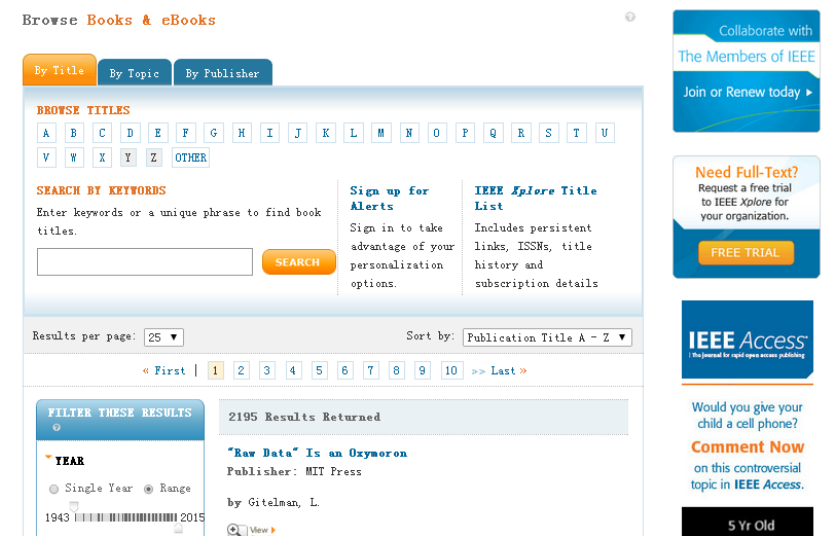 Browse Books & eBooks
By Title
By Topic
By Publisher
BROWSE TITLES
A B C D E F G H I J K L M N O P Q R S T U
V W X Y Z OTHER
SEARCH BY KEYWORDS
Enter keywords or a unique phrase to find book
titles.
SEARCH
Sign up for
Alerts
Sign in to take
advantage of your
personalization
options.
IEEE Xplore Title
List
Includes persistent
links, ISSNs, title
history and
subscription details
Results per page: 25 ▼
Sort by: Publication Title A - Z ▼
« First | 1 2 3 4 5 6 7 8 9 10 >> Last »
FILTER THESE RESULTS
?
YEAR
Single Year Range
1943 2015
2195 Results Returned
"Raw Data" Is an Oxymoron
Publisher: MIT Press
by Gitelman, L.
View
?
Collaborate with
The Members of IEEE
Join or Renew today
Need Full-Text?
Request a free trial
to IEEE Xplore for
your organization.
FREE TRIAL
IEEE Access
The journal for rapid open access publishing
Would you give your
child a cell phone?
Comment Now
on this controversial
topic in IEEE Access.
5 Yr Old